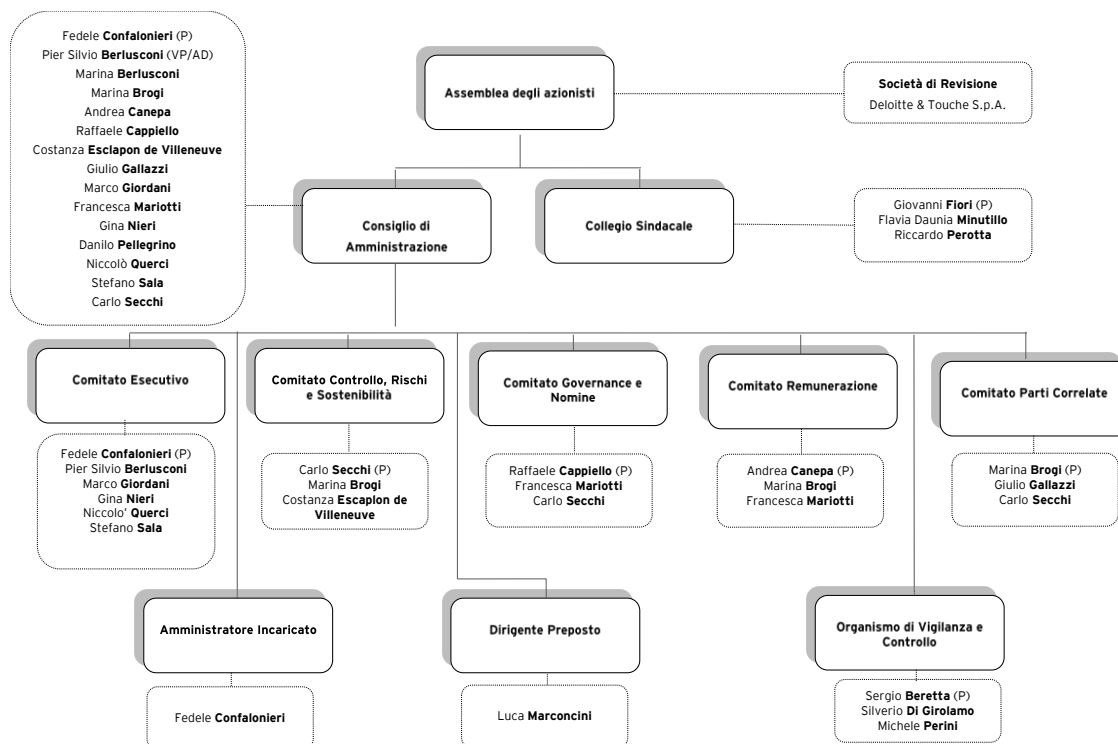 Fedele Confalonieri (P)
Pier Silvio Berlusconi (VP/AD)
Marina Berlusconi
Marina Brogi
Andrea Canepa
Raffaele Cappiello
Costanza Esclapon de Villeneuve
Giulio Gallazzi
Marco Giordani
Francesca Mariotti
Gina Nieri
Danilo Pellegrino
Niccolò Querci
Stefano Sala
Carlo Secchi
Assemblea degli azionisti
Società di Revisione
Deloitte & Touche S.p.A.
Consiglio di
Amministrazione
Collegio Sindacale
Giovanni Fiori (P)
Flavia Daunia Minutillo
Riccardo Perotta
Comitato Esecutivo
Comitato Controllo, Rischi
e Sostenibilità
Comitato Governance e
Nomine
Comitato Remunerazione
Comitato Parti Correlate
Fedele Confalonieri (P)
Pier Silvio Berlusconi
Marco Giordani
Gina Nieri
Niccolo' Querci
Stefano Sala
Carlo Secchi (P)
Marina Brogi
Costanza Escaplon de
Villeneuve
Raffaele Cappiello (P)
Francesca Mariotti
Carlo Secchi
Andrea Canepa (P)
Marina Brogi
Francesca Mariotti
Marina Brogi (P)
Giulio Gallazzi
Carlo Secchi
Amministratore Incaricato
Dirigente Preposto
Organismo di Vigilanza e
Controllo
Fedele Confalonieri
Luca Marconcini
Sergio Beretta (P)
Silverio Di Girolamo
Michele Perini